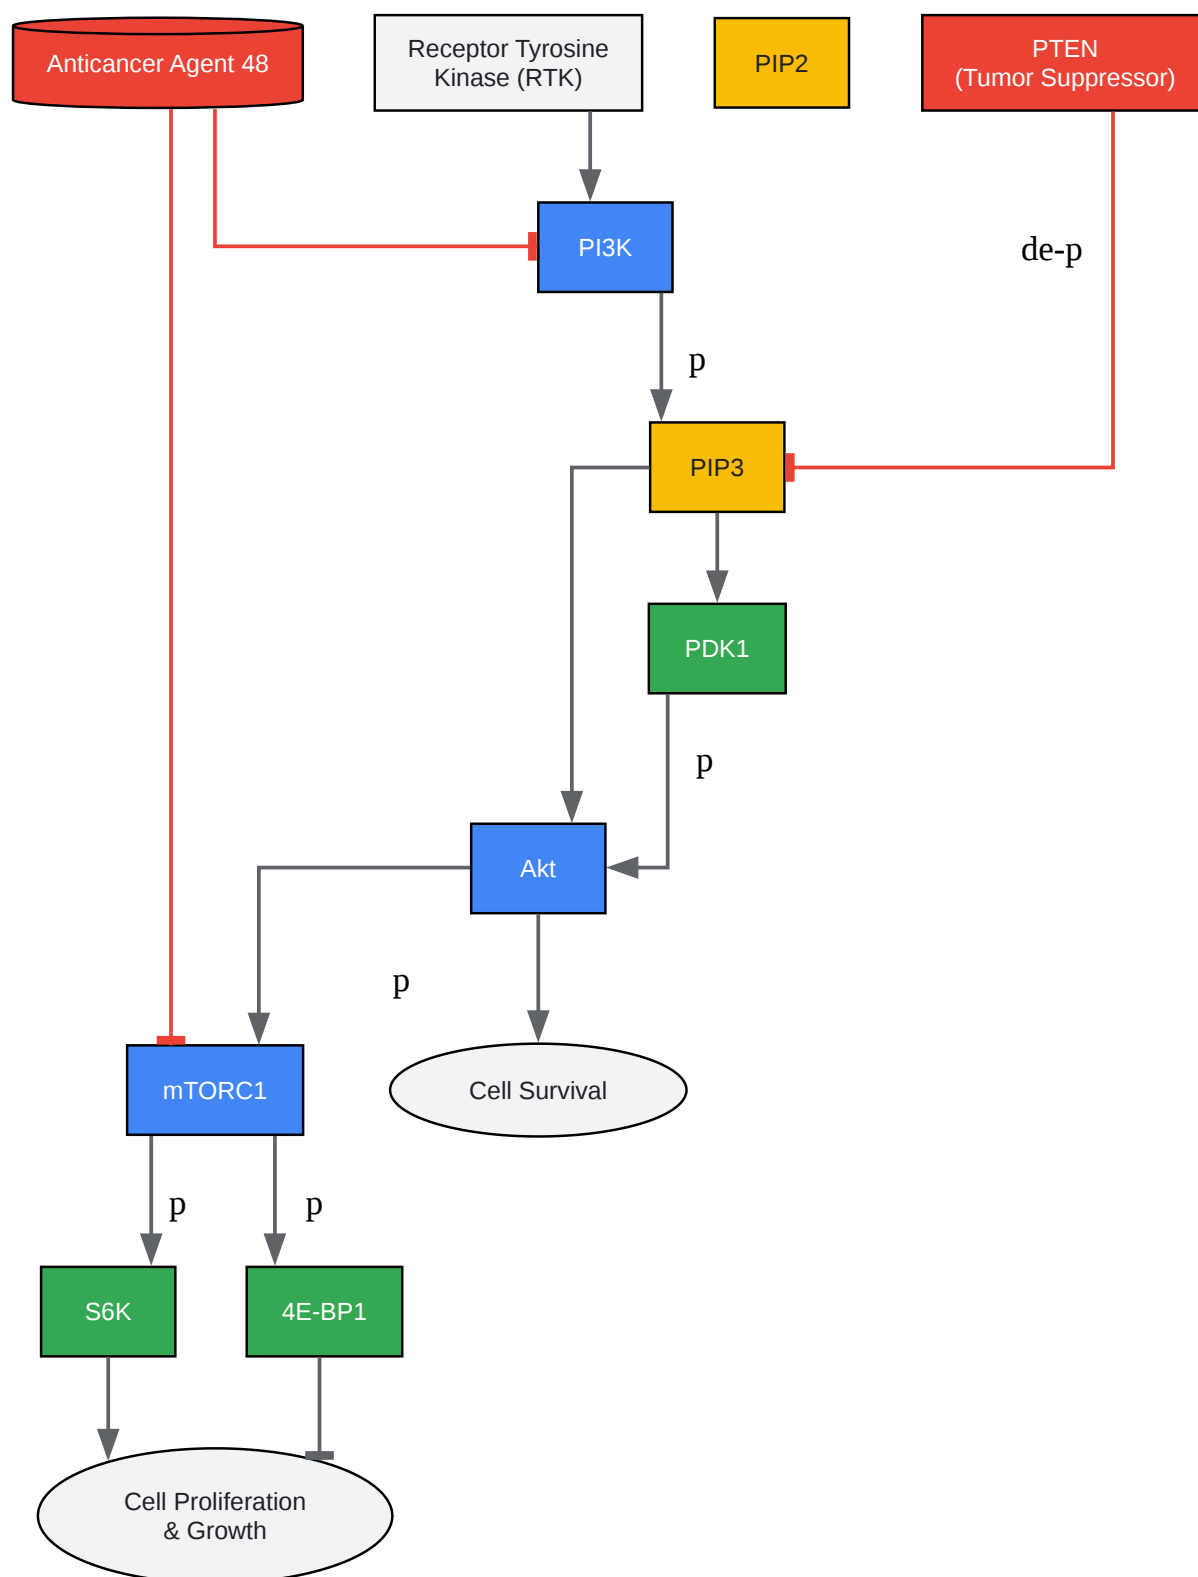 Anticancer Agent 48
Receptor Tyrosine
Kinase (RTK)
PIP2
PTEN
(Tumor Suppressor)
PI3K
de-p
p
PIP3
PDK1
p
Akt
p
mTORC1
Cell Survival
p
p
S6K
4E-BP1
Cell Proliferation
& Growth